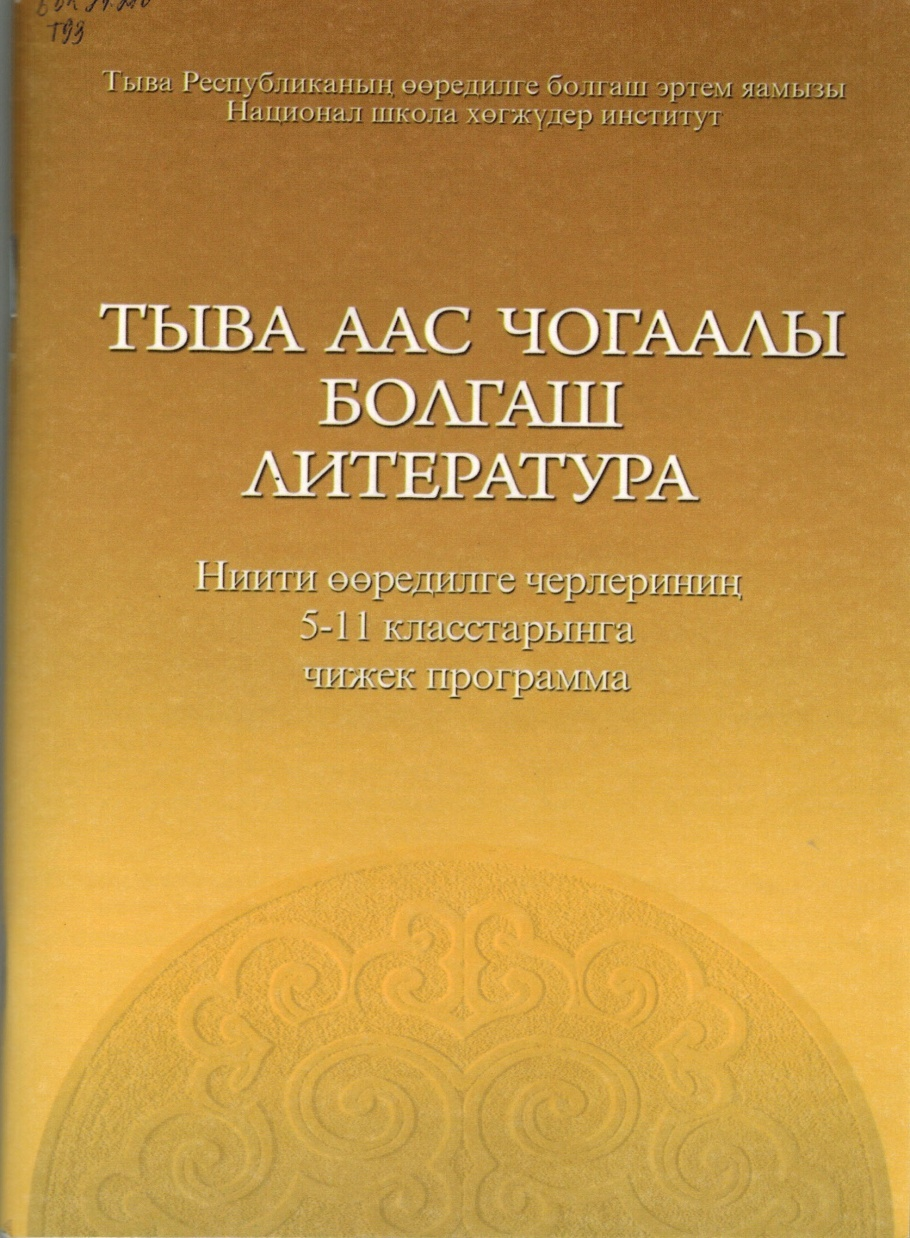 Т93
Тыва Республиканың өөредилге болгаш эртем яамызы
Национал школа хөгжүдер институт
ТЫВА ААС ЧОГААЛЫ
БОЛГАШ
ЛИТЕРАТУРА
Ниити өөредилге черлериниң
5-11 класстарынга
чижек программа